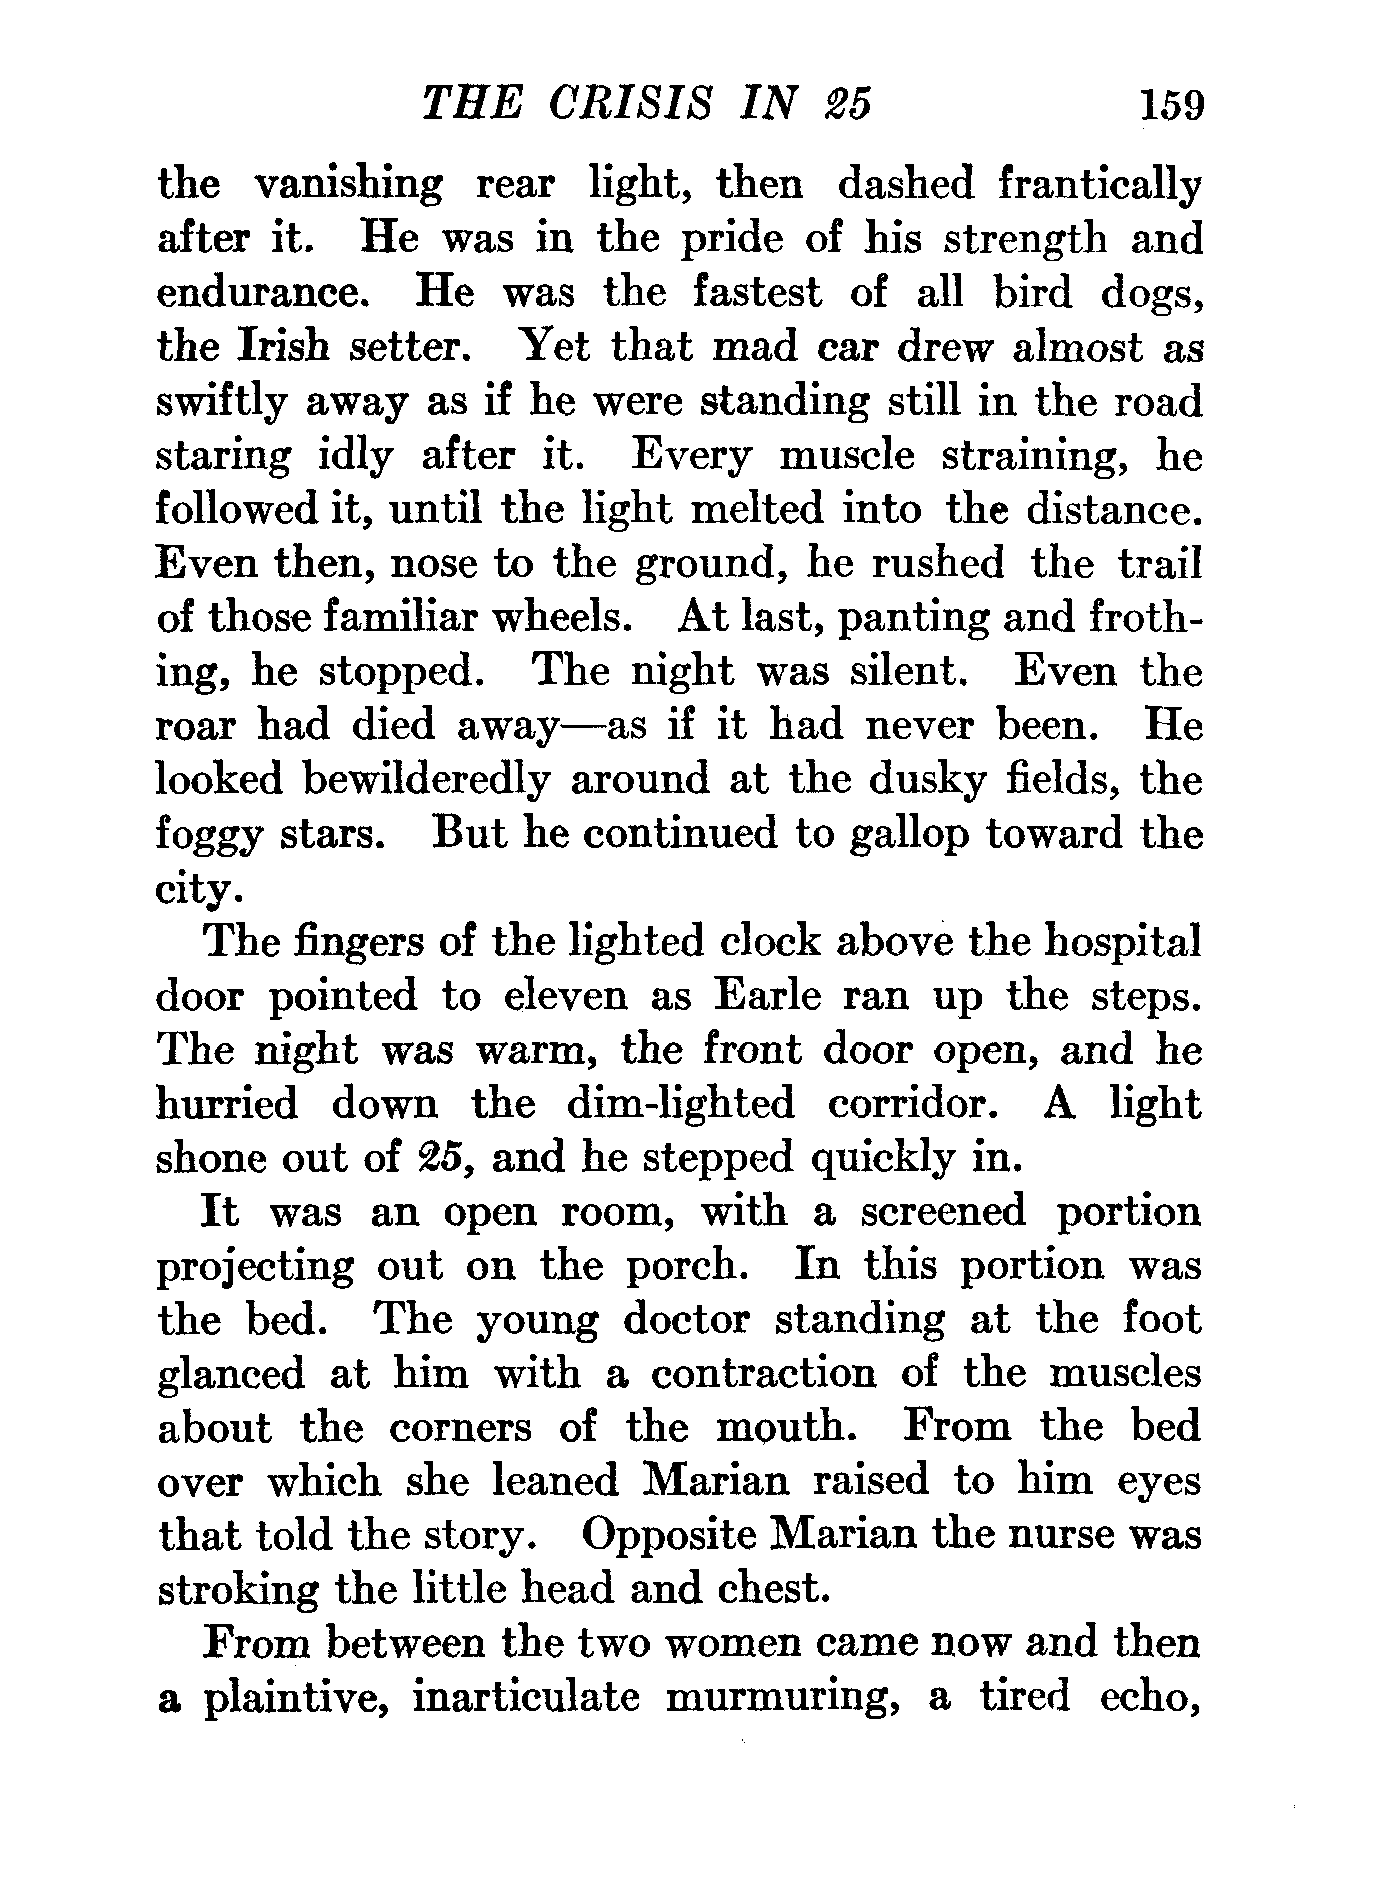 THE CRISIS IN 25 159
the vanishing rear light, then dashed frantically
after it. He was in the pride of his strength and
endurance. He was the fastest of all bird dogs,
the Irish setter. Yet that mad car drew almost as
swiftly away as if he were standing still in the road
staring idly after it. Every muscle straining, he
followed it, until the light melted into the distance.
Even then, nose to the ground, he rushed the trail
of those familiar wheels. At last, panting and froth-
ing, he stopped. The night was silent. Even the
roar had died away—as if it had never been. He
looked bewilderedly around at the dusky fields, the
foggy stars. But he continued to gallop toward the
city.
The fingers of the lighted clock above the hospital
door pointed to eleven as Earle ran up the steps.
The night was warm, the front door open, and he
hurried down the dim-lighted corridor. A light
shone out of 25, and he stepped quickly in.
It was an open room, with a screened portion
projecting out on the porch. In this portion was
the bed. The young doctor standing at the foot
glanced at him with a contraction of the muscles
about the corners of the mouth. From the bed
over which she leaned Marian raised to him eyes
that told the story. Opposite Marian the nurse was
stroking the little head and chest.
From between the two women came now and then
a plaintive, inarticulate murmuring, a tired echo,